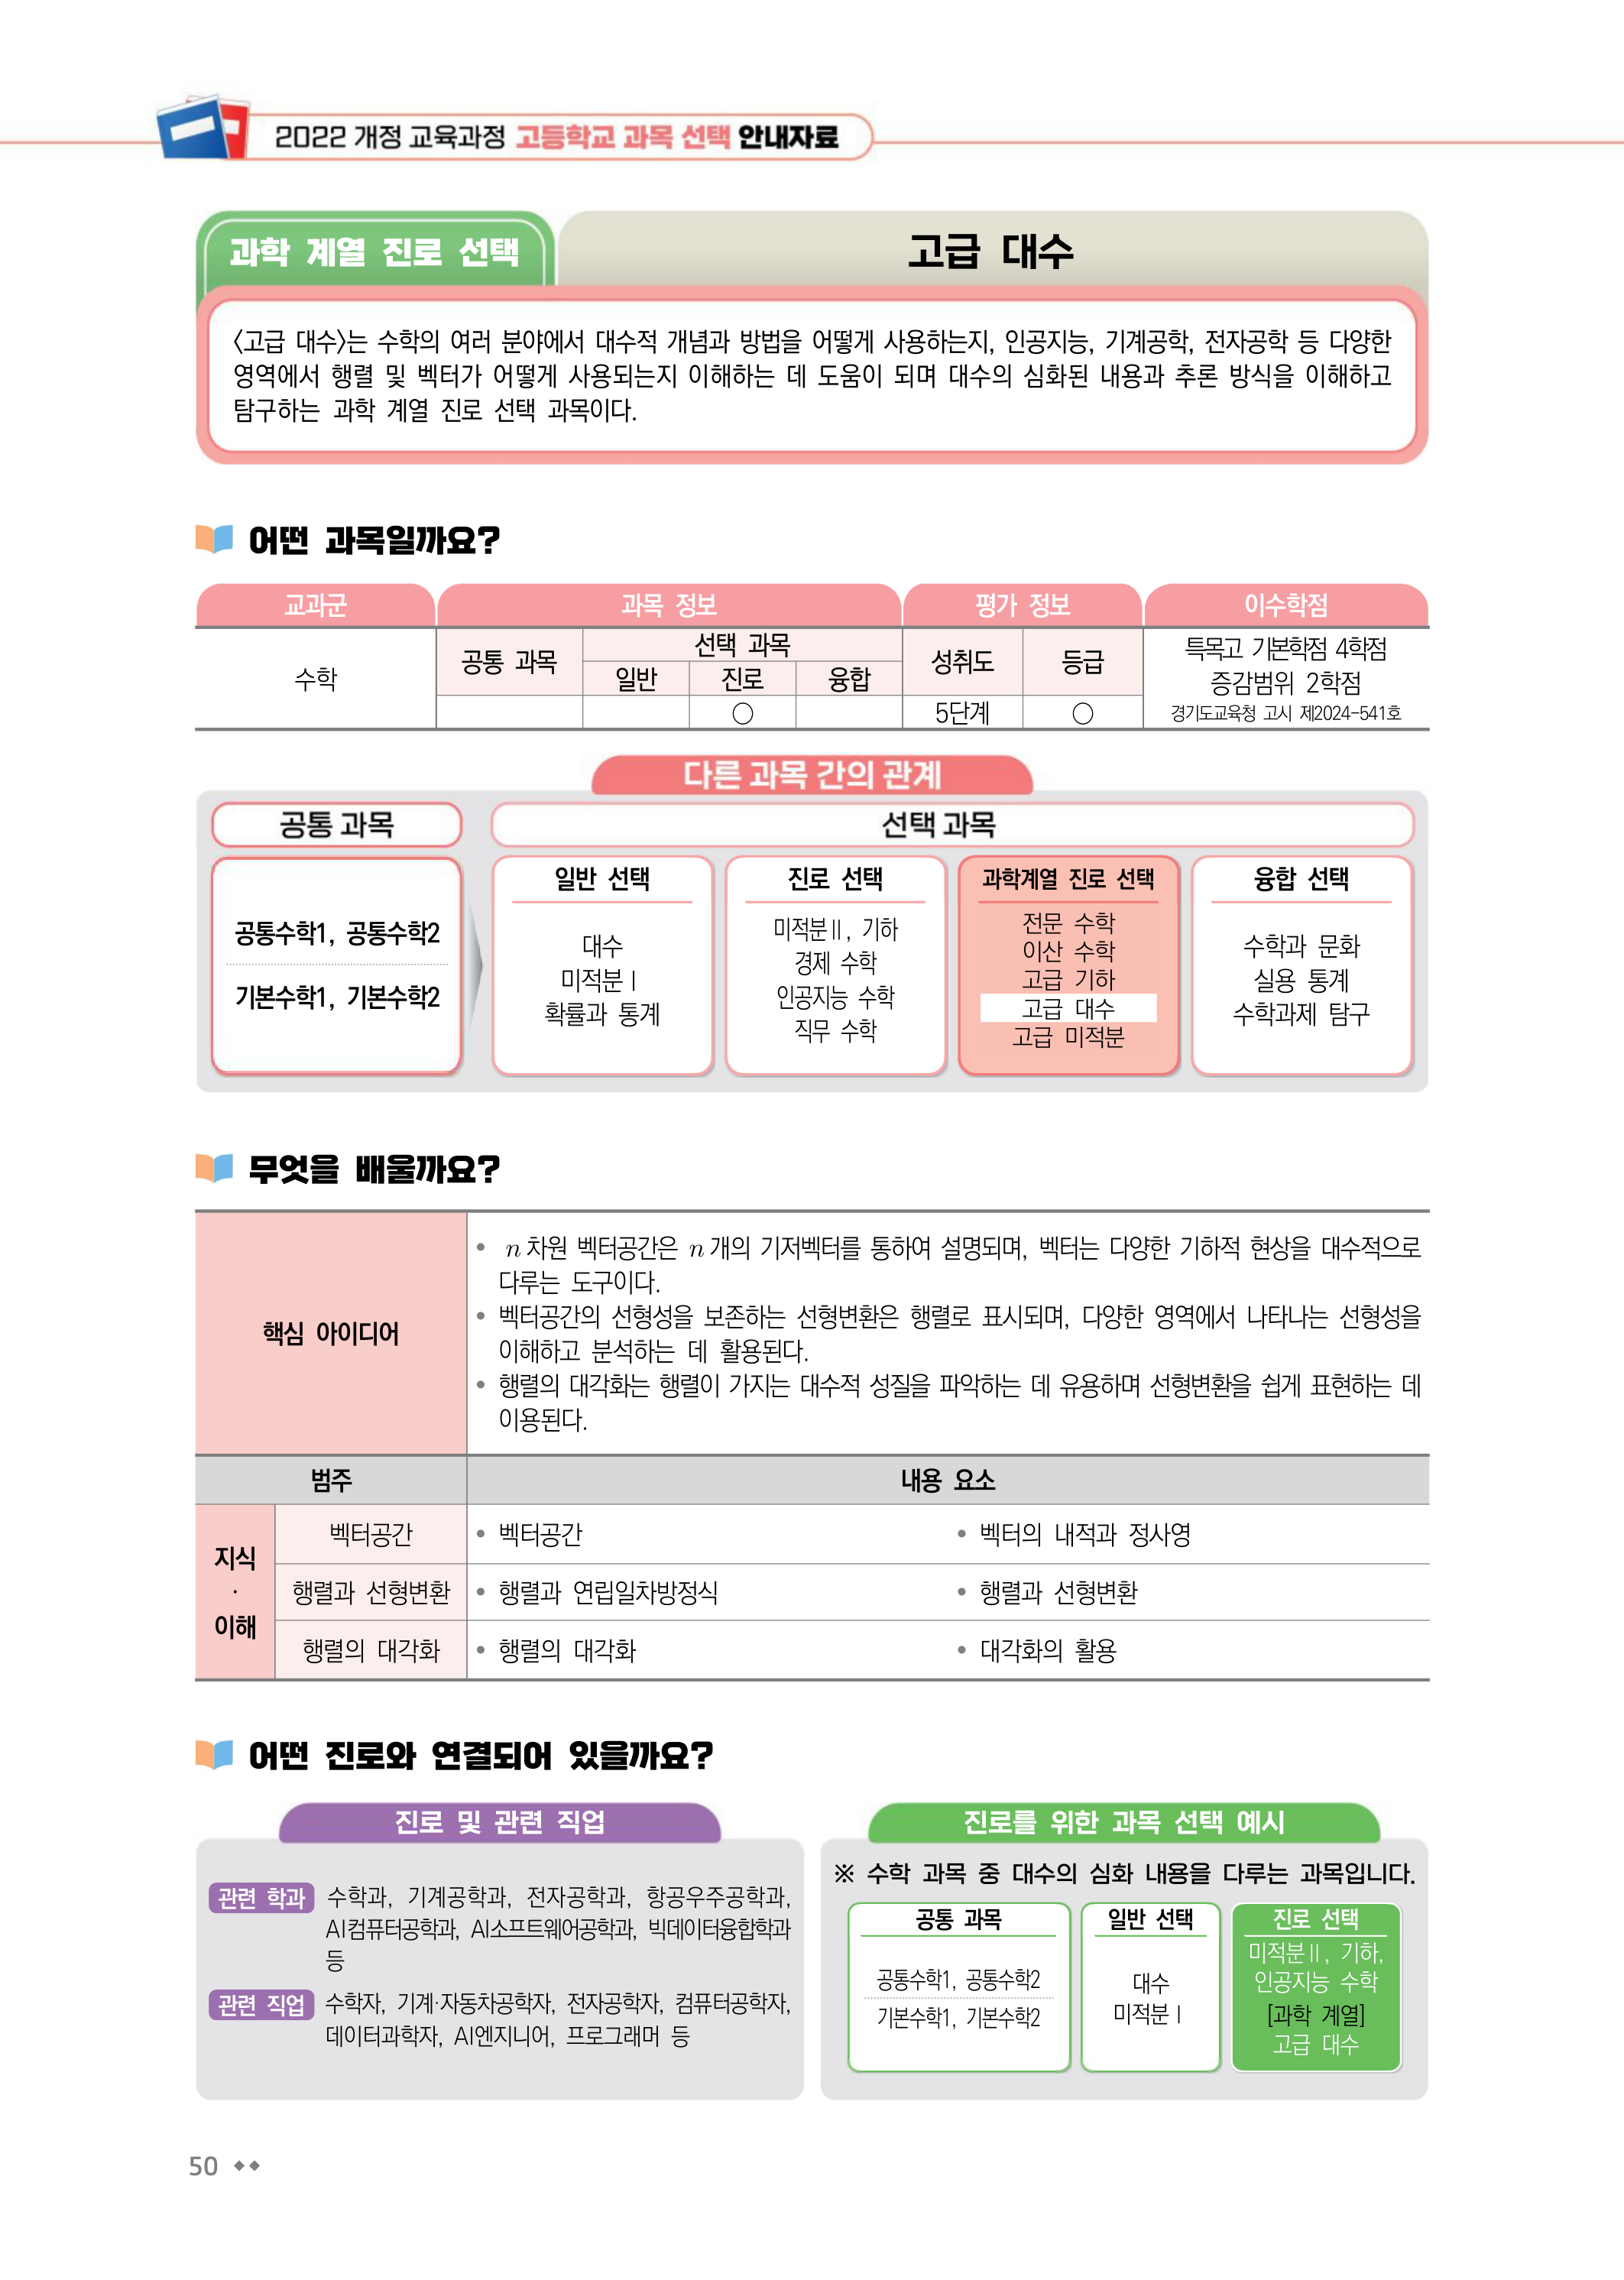 2022 개정 교육과정 고등학교 과목 선택 안내자료
과학 계열 진로 선택
고급 대수
〈고급 대수〉는 수학의 여러 분야에서 대수적 개념과 방법을 어떻게 사용하는지, 인공지능, 기계공학, 전자공학 등 다양한
영역에서 행렬 및 벡터가 어떻게 사용되는지 이해하는 데 도움이 되며 대수의 심화된 내용과 추론 방식을 이해하고
탐구하는 과학 계열 진로 선택 과목이다.
어떤 과목일까요?
교과군 과목 정보 평가 정보 이수학점
수학
공통 과목
선택 과목
일반 진로 융합
○
성취도 등급
5단계 ○
특목고 기본학점 4학점
증감범위 2학점
경기도교육청 고시 제2024-541호
다른 과목 간의 관계
공통 과목
선택 과목
공통수학1, 공통수학2
기본수학1, 기본수학2
일반 선택
대수
미적분Ⅰ
확률과 통계
진로 선택
미적분Ⅱ, 기하
경제 수학
인공지능 수학
직무 수학
과학계열 진로 선택
전문 수학
이산 수학
고급 기하
고급 대수
고급 미적분
융합 선택
수학과 문화
실용 통계
수학과제 탐구
무엇을 배울까요?
핵심 아이디어
• n차원 벡터공간은 n개의 기저벡터를 통하여 설명되며, 벡터는 다양한 기하적 현상을 대수적으로
다루는 도구이다.
• 벡터공간의 선형성을 보존하는 선형변환은 행렬로 표시되며, 다양한 영역에서 나타나는 선형성을
이해하고 분석하는 데 활용된다.
• 행렬의 대각화는 행렬이 가지는 대수적 성질을 파악하는 데 유용하며 선형변환을 쉽게 표현하는 데
이용된다.
범주 내용 요소
지식
·
이해
벡터공간 • 벡터공간 • 벡터의 내적과 정사영
행렬과 선형변환 • 행렬과 연립일차방정식 • 행렬과 선형변환
행렬의 대각화 • 행렬의 대각화 • 대각화의 활용
어떤 진로와 연결되어 있을까요?
진로 및 관련 직업
관련 학과 수학과, 기계공학과, 전자공학과, 항공우주공학과,
AI컴퓨터공학과, AI소프트웨어공학과, 빅데이터융합학과
등
관련 직업 수학자, 기계·자동차공학자, 전자공학자, 컴퓨터공학자,
데이터과학자, AI엔지니어, 프로그래머 등
진로를 위한 과목 선택 예시
※ 수학 과목 중 대수의 심화 내용을 다루는 과목입니다.
공통 과목
공통수학1, 공통수학2
기본수학1, 기본수학2
일반 선택
대수
미적분Ⅰ
진로 선택
미적분Ⅱ, 기하,
인공지능 수학
[과학 계열]
고급 대수
50 ◆◆